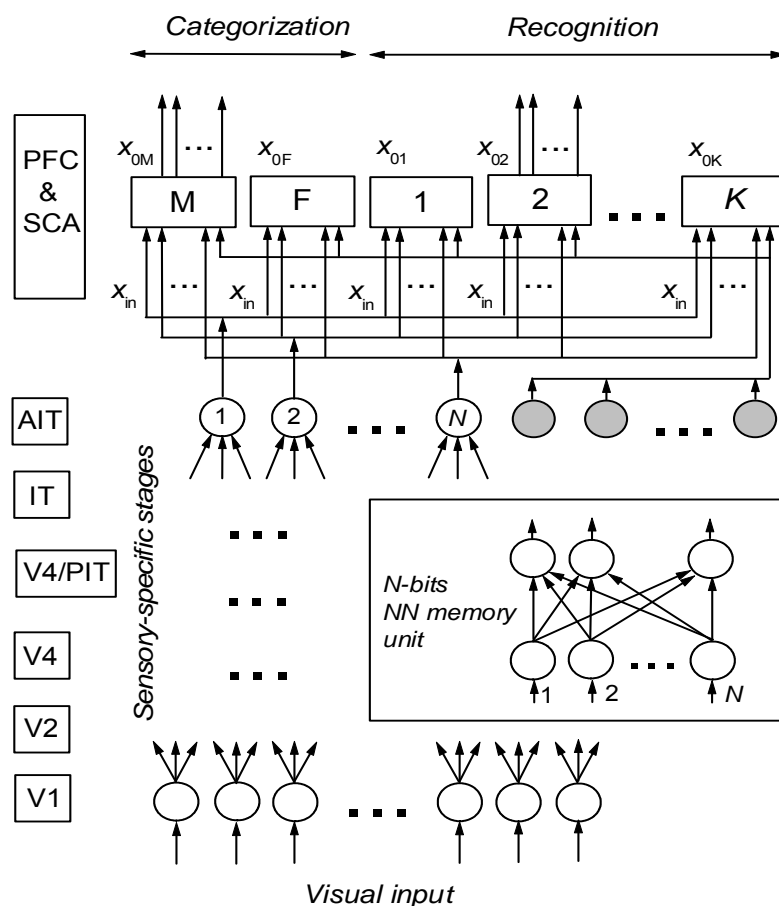 Categorization Recognition
x0M x0F x01 x02 x0K
PFC
&
SCA
M F 1 2 K
xin xin xin xin xin
AIT
1 2 N
IT
Sensory-specific stages
V4/PIT
N-bits
NN memory
unit
V4
1 2 N
V2
V1
Visual input